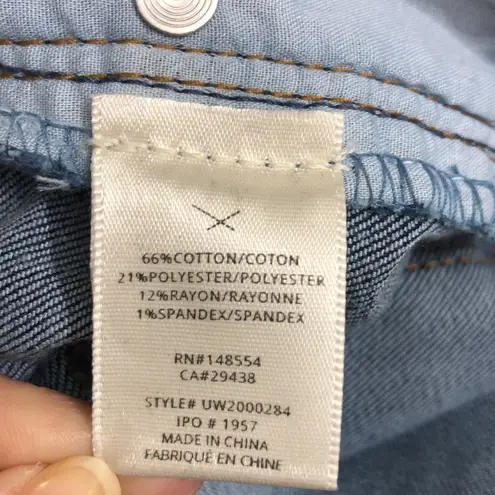 66%COTTON/COTON
21%POLYESTER/POLYESTER
12%RAYON/RAYONNE
1%SPANDEX/SPANDEX
RN#148554
CA#29438
STYLE# UW2000284
IPO # 1957
MADE IN CHINA
FABRIQUÉ EN CHINE